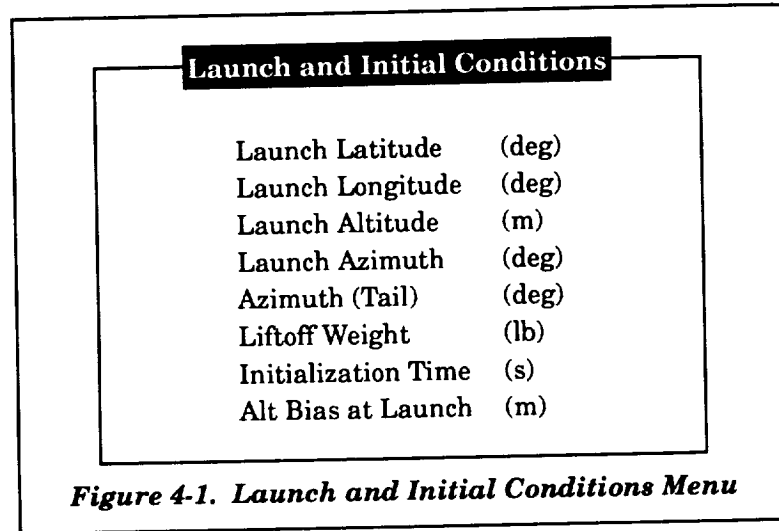 Launch and Initial Conditions
Launch Latitude (deg)
Launch Longitude (deg)
Launch Altitude (m)
Launch Azimuth (deg)
Azimuth (Tail) (deg)
Liftoff Weight (lb)
Initialization Time (s)
Alt Bias at Launch (m)
Figure 4-1. Launch and Initial Conditions Menu